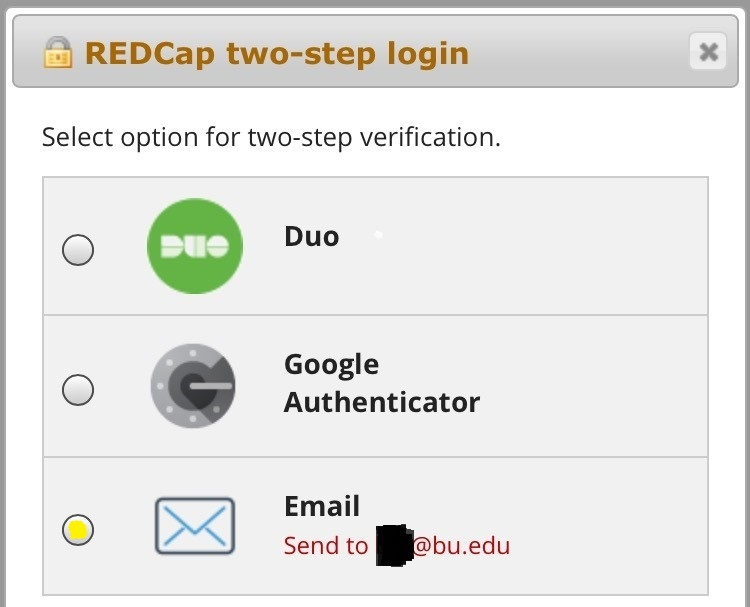 REDCap two-step login
Select option for two-step verification.
DUO
Duo
Google
Authenticator
Email
Send to @bu.edu